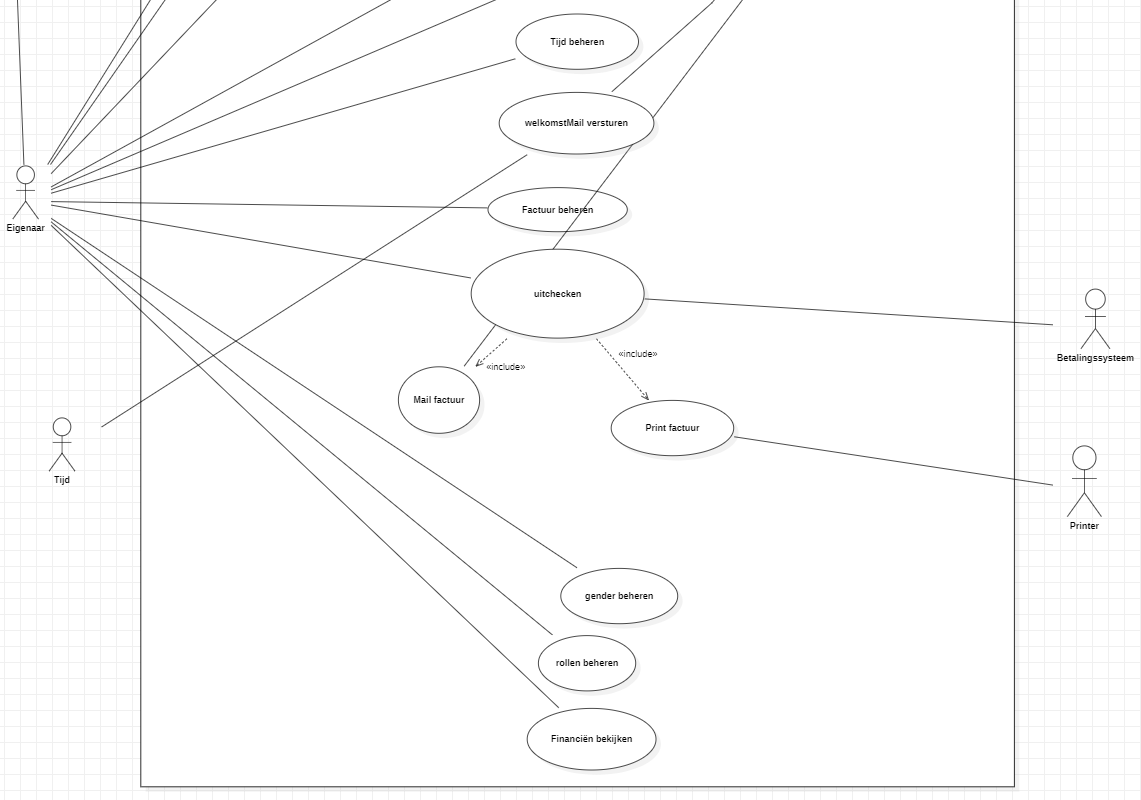 Tijd beheren
welkomstMail versturen
Factuur beheren
Eigenaar
uitchecken
«include»
Betalingssysteem
«include»
Mail factuur
Print factuur
Tijd
Printer
gender beheren
rollen beheren
Financiën bekijken